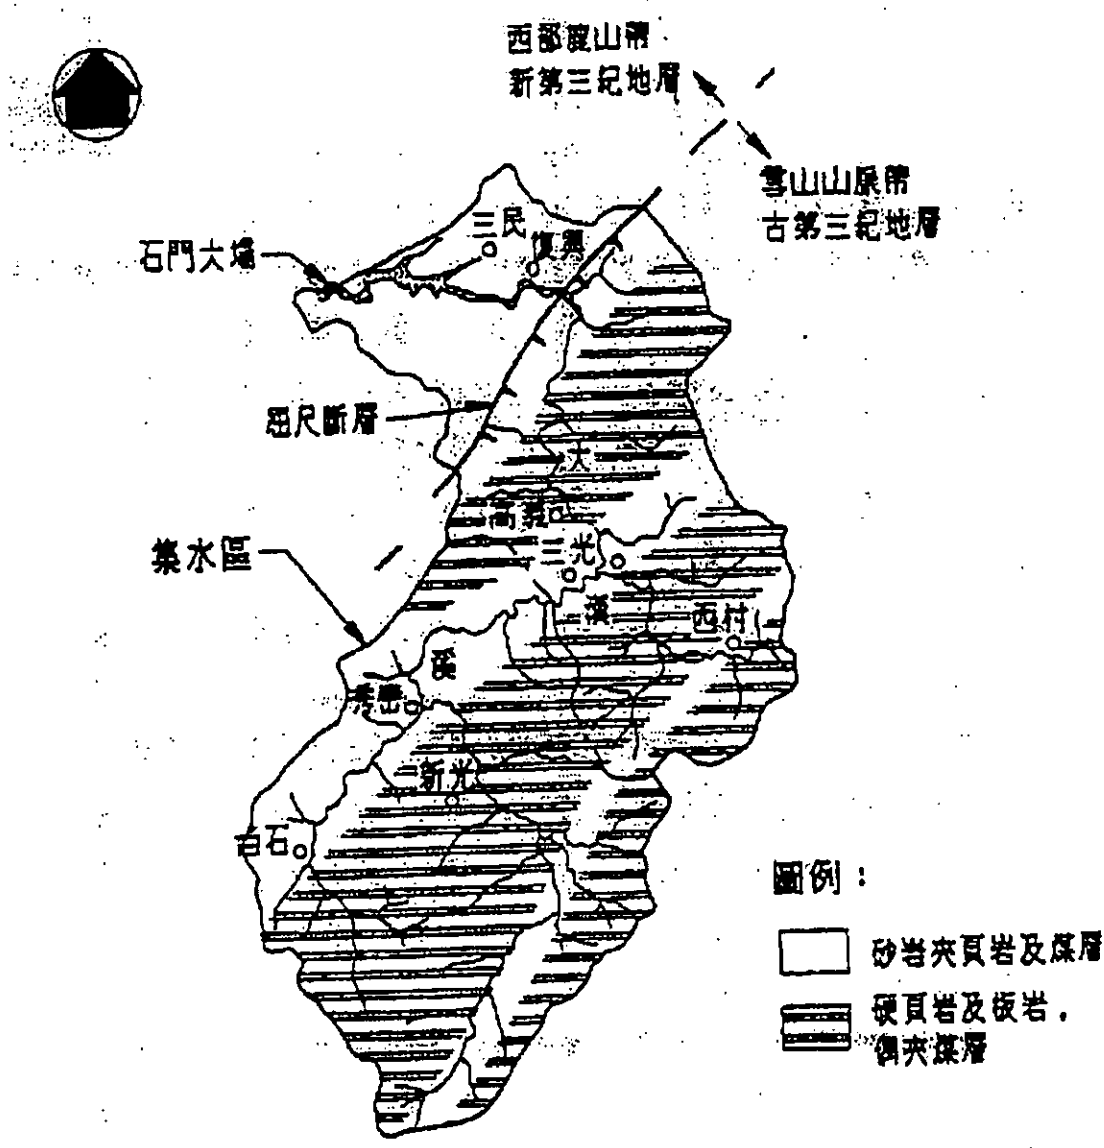 西部麓山帶
新第三紀地層
雪山山脈帶
古第三紀地層
三民
復興
石門大壩
屈尺斷層
大
高義
三光
集水區
漢
西村
溪
秀巒
新光
白石
圖例：
砂岩夾頁岩及煤層
硬頁岩及板岩，
偶夾煤層